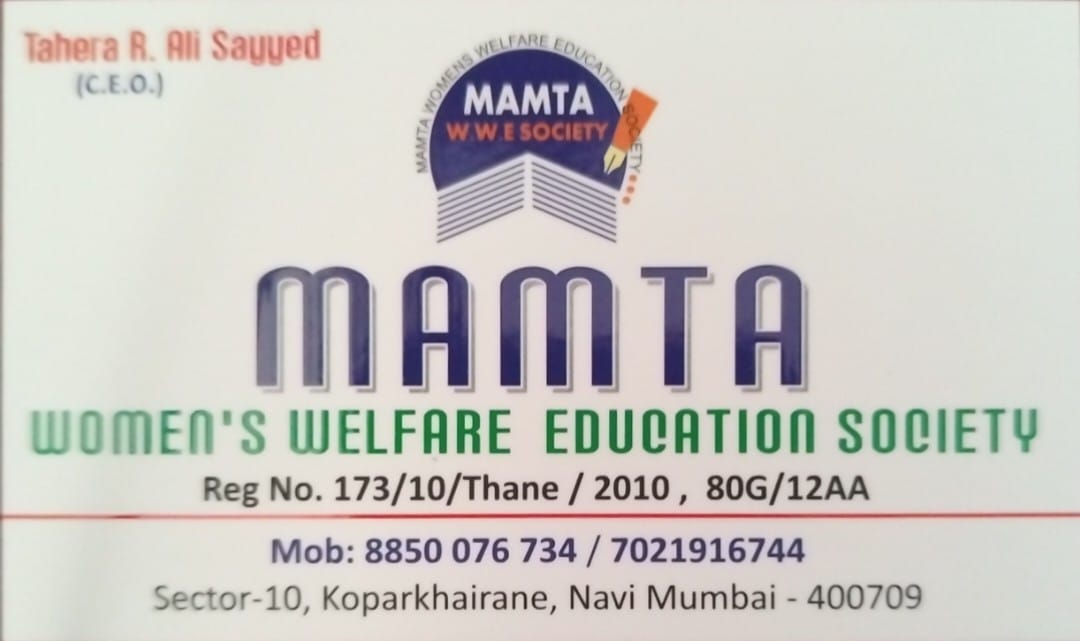 Tahera R. Ali Sayyed
(C.E.O.)
MAMTA WOMENS WELFARE EDUCATION SOCIETY...
MAMTA
W.W.E SOCIETY
MAMTA
WOMEN'S WELFARE EDUCATION SOCIETY
Reg No. 173/10/Thane / 2010 , 80G/12AA
Mob: 8850 076 734 / 7021916744
Sector-10, Koparkhairane, Navi Mumbai - 400709